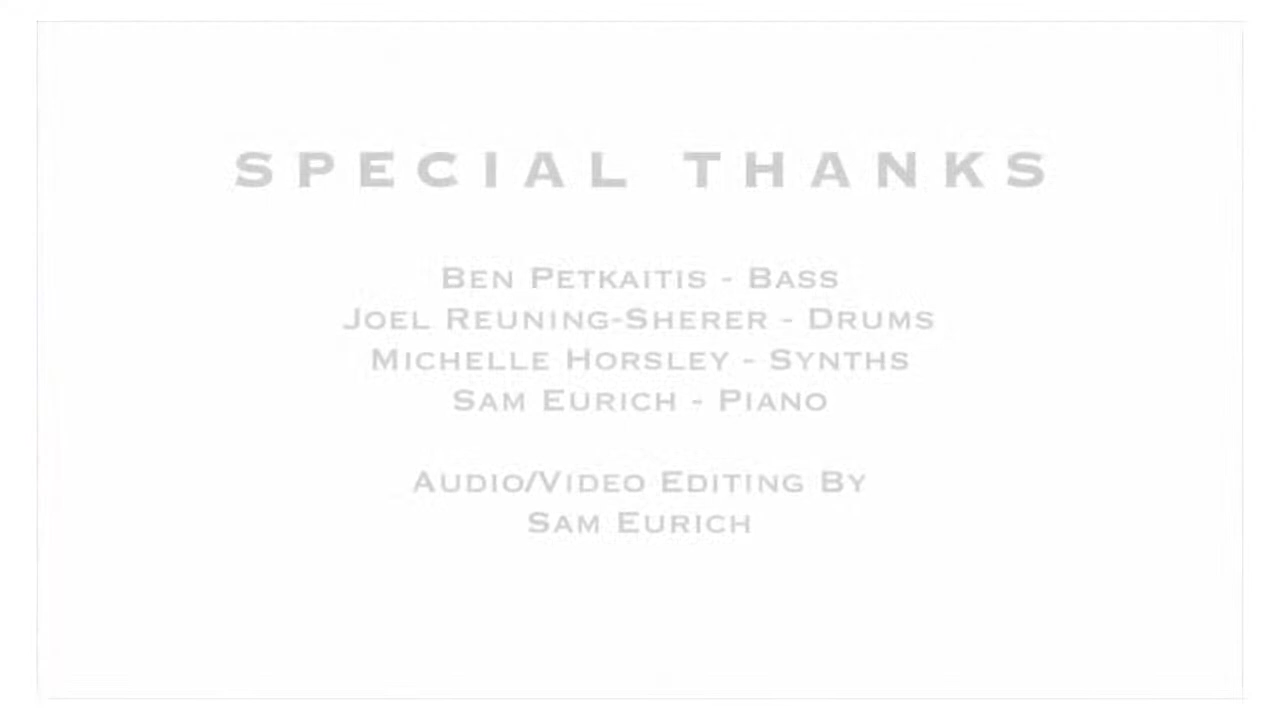 SPECIAL THANKS
BEN PETKAITIS - BASS
JOEL REUNING-SHERER - DRUMS
MICHELLE HORSLEY - SYNTHS
SAM EURICH - PIANO
AUDIO/VIDEO EDITING BY
SAM EURICH